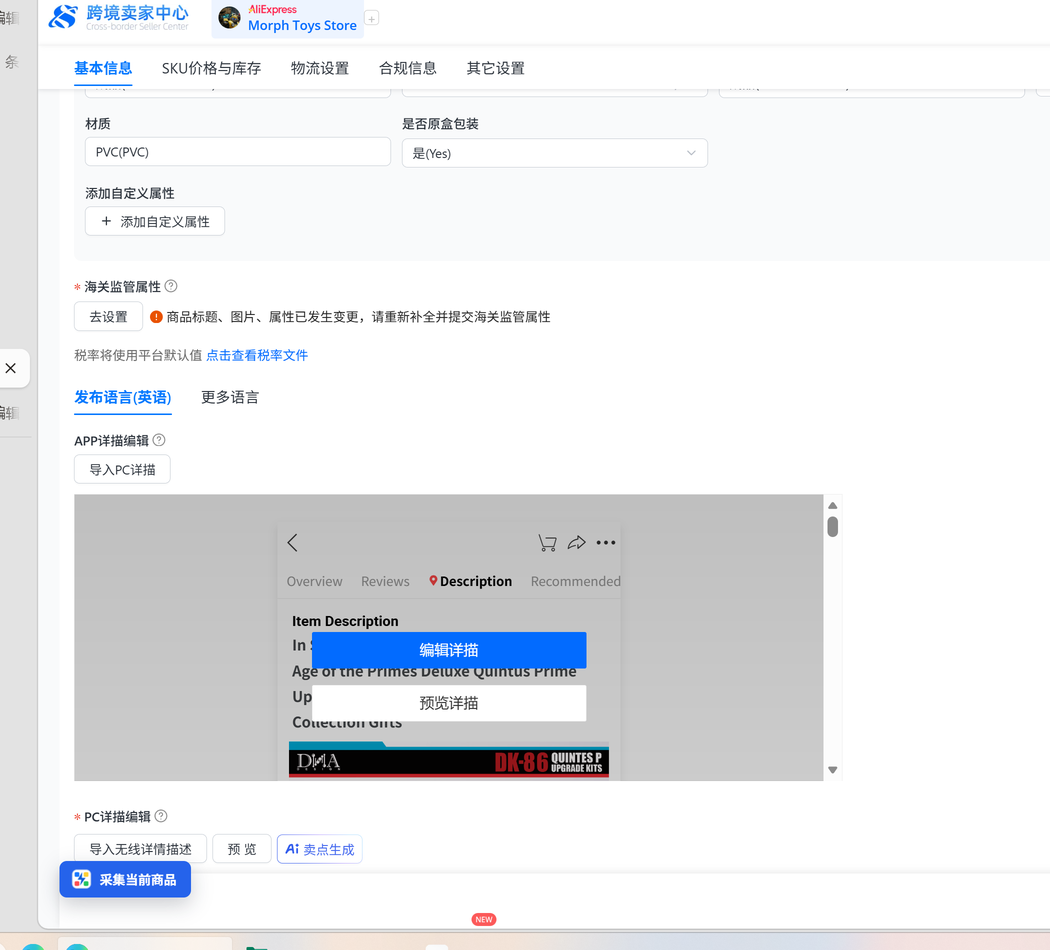 编辑
条
编辑
跨境卖家中心
Cross-border Seller Center
AliExpress
Morph Toys Store
基本信息 SKU价格与库存 物流设置 合规信息 其它设置
材质 是否原盒包装
PVC(PVC) 是(Yes)
添加自定义属性
+ 添加自定义属性
* 海关监管属性
去设置 商品标题、图片、属性已发生变更，请重新补全并提交海关监管属性
税率将使用平台默认值 点击查看税率文件
发布语言(英语) 更多语言
APP详描编辑
导入PC详描
Overview Reviews Description Recommended
Item Description
In
编辑详描
Age of the Primes Deluxe Quintus Prime
Up
预览详描
Collection Gifts
DNA DK-86 QUINTES P
DESIGN UPGRADE KITS
* PC详描编辑
导入无线详情描述 预 览 Ai 卖点生成
采集当前商品
NEW